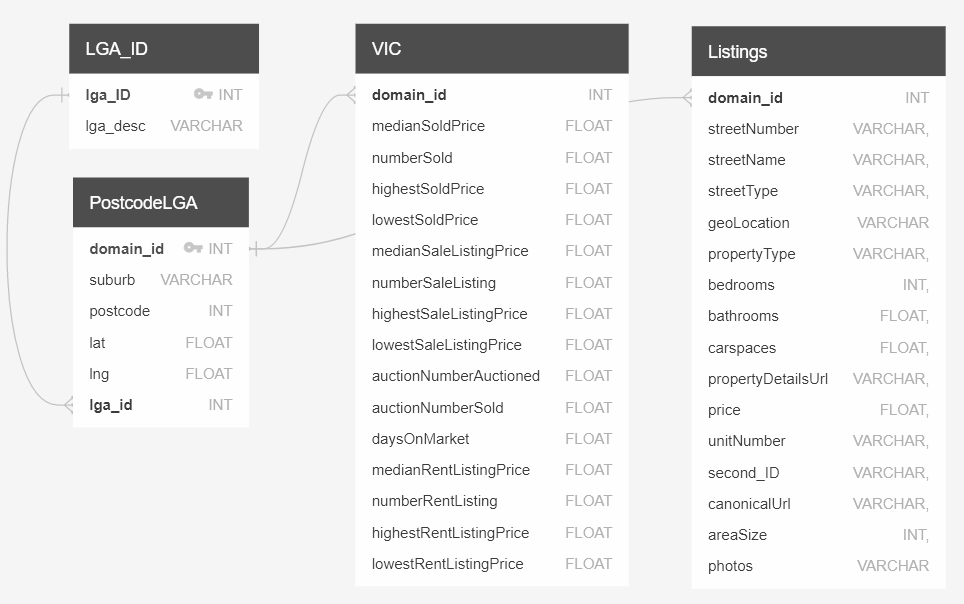 LGA_ID
lga_ID INT
lga_desc VARCHAR
PostcodeLGA
domain_id INT
suburb VARCHAR
postcode INT
lat FLOAT
lng FLOAT
lga_id INT
VIC
domain_id INT
medianSoldPrice FLOAT
numberSold FLOAT
highestSoldPrice FLOAT
lowestSoldPrice FLOAT
medianSaleListingPrice FLOAT
numberSaleListing FLOAT
highestSaleListingPrice FLOAT
lowestSaleListingPrice FLOAT
auctionNumberAuctioned FLOAT
auctionNumberSold FLOAT
daysOnMarket FLOAT
medianRentListingPrice FLOAT
numberRentListing FLOAT
highestRentListingPrice FLOAT
lowestRentListingPrice FLOAT
Listings
domain_id INT
streetNumber VARCHAR,
streetName VARCHAR,
streetType VARCHAR,
geoLocation VARCHAR
propertyType VARCHAR,
bedrooms INT,
bathrooms FLOAT,
carspaces FLOAT,
propertyDetailsUrl VARCHAR,
price FLOAT,
unitNumber VARCHAR,
second_ID VARCHAR,
canonicalUrl VARCHAR,
areaSize INT,
photos VARCHAR